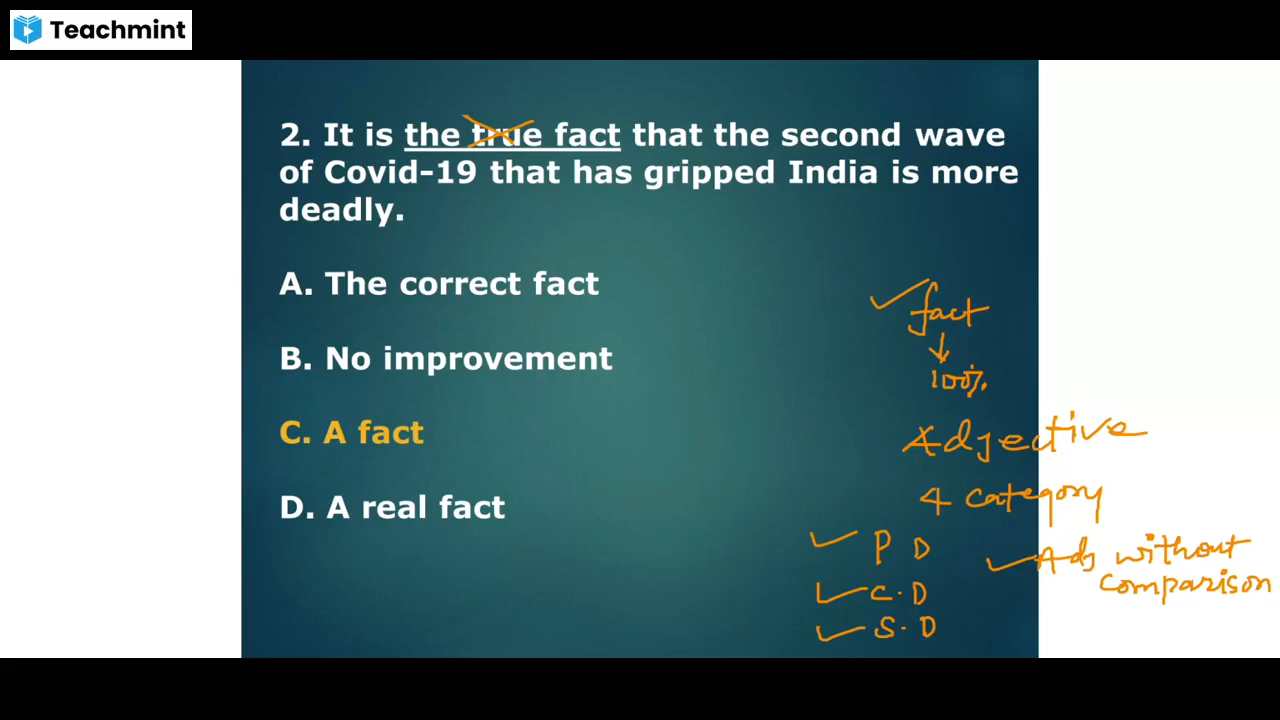 Teachmint
2. It is the true fact that the second wave
of Covid-19 that has gripped India is more
deadly.
A. The correct fact
B. No improvement
C. A fact
D. A real fact
fact
100%
Adjective
4 category
P D
C. D
S. D
Adj without
comparison